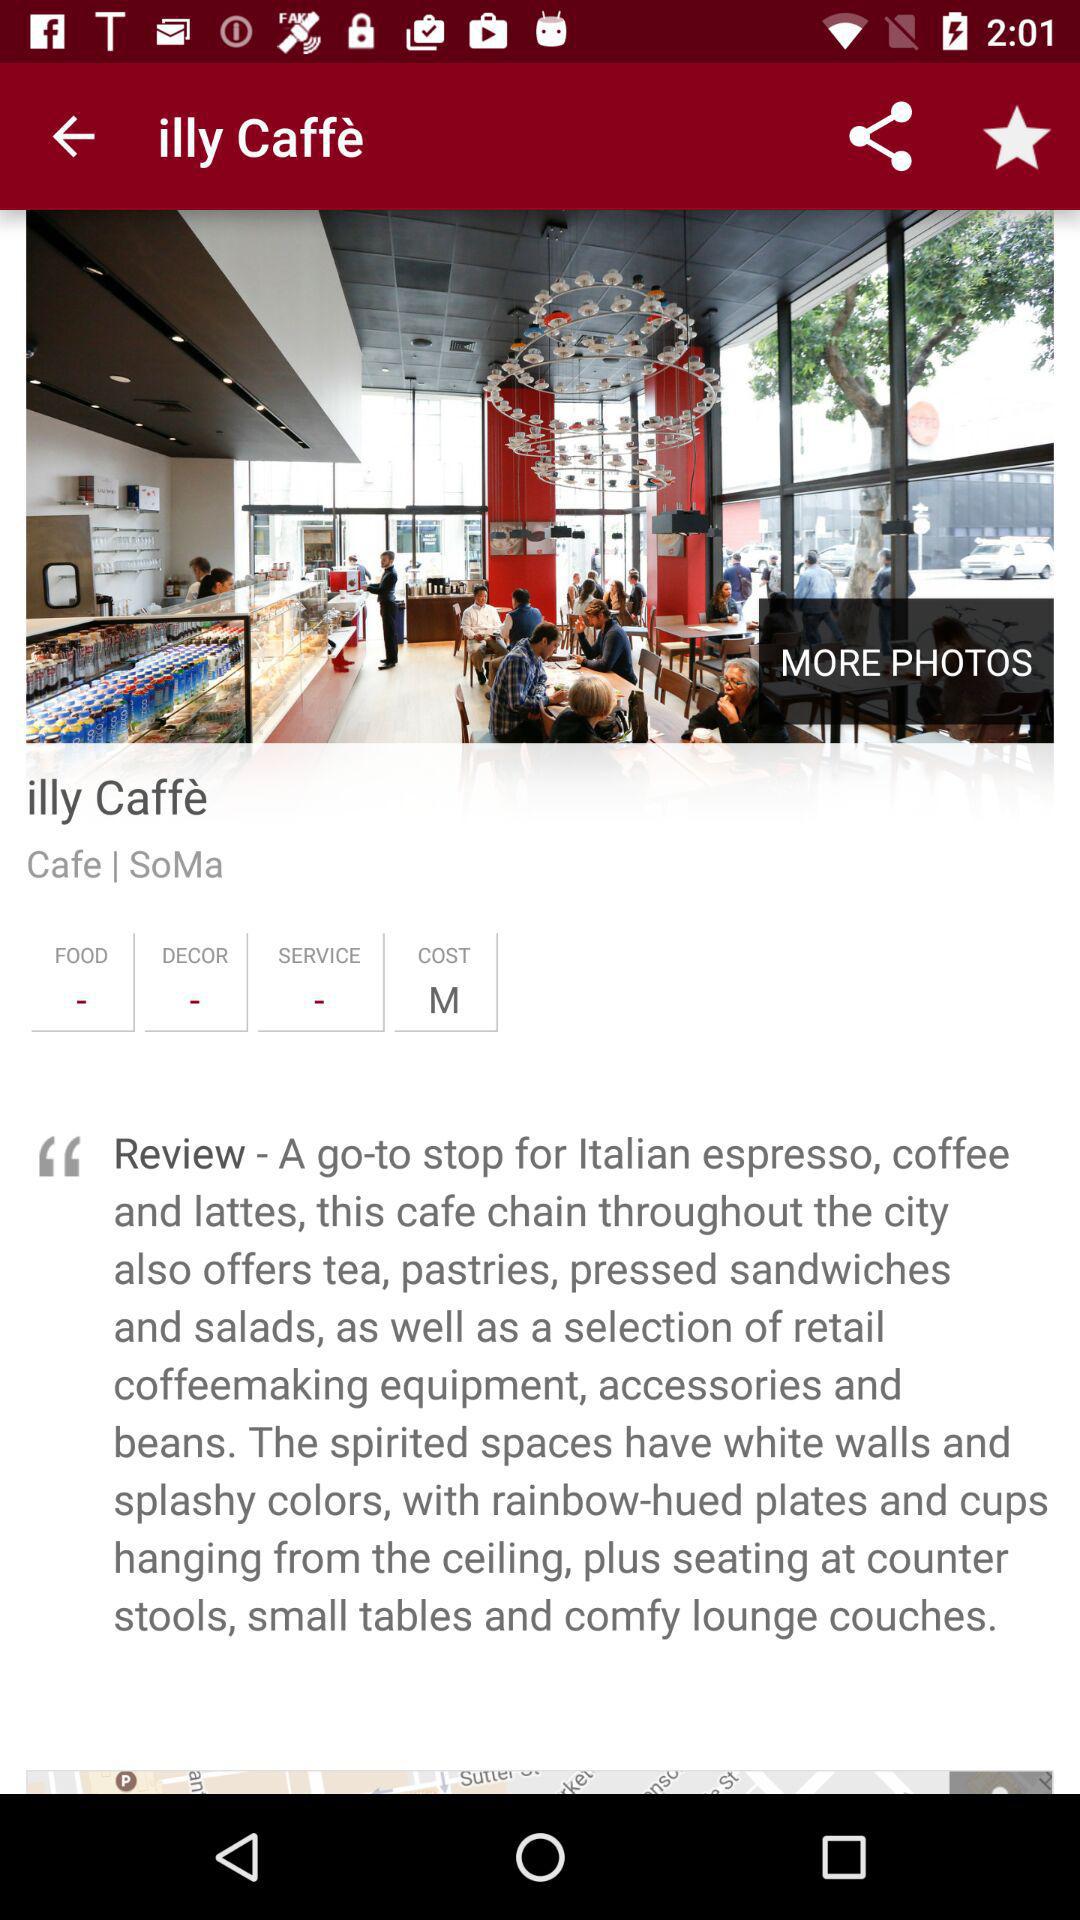 FAKE
2:01
illy Caffè
SFPD
MORE PHOTOS
illy Caffè
Cafe | SoMa
FOOD DECOR SERVICE COST
- - - M
Review - A go-to stop for Italian espresso, coffee
and lattes, this cafe chain throughout the city
also offers tea, pastries, pressed sandwiches
and salads, as well as a selection of retail
coffeemaking equipment, accessories and
beans. The spirited spaces have white walls and
splashy colors, with rainbow-hued plates and cups
hanging from the ceiling, plus seating at counter
stools, small tables and comfy lounge couches.
P
Sutter